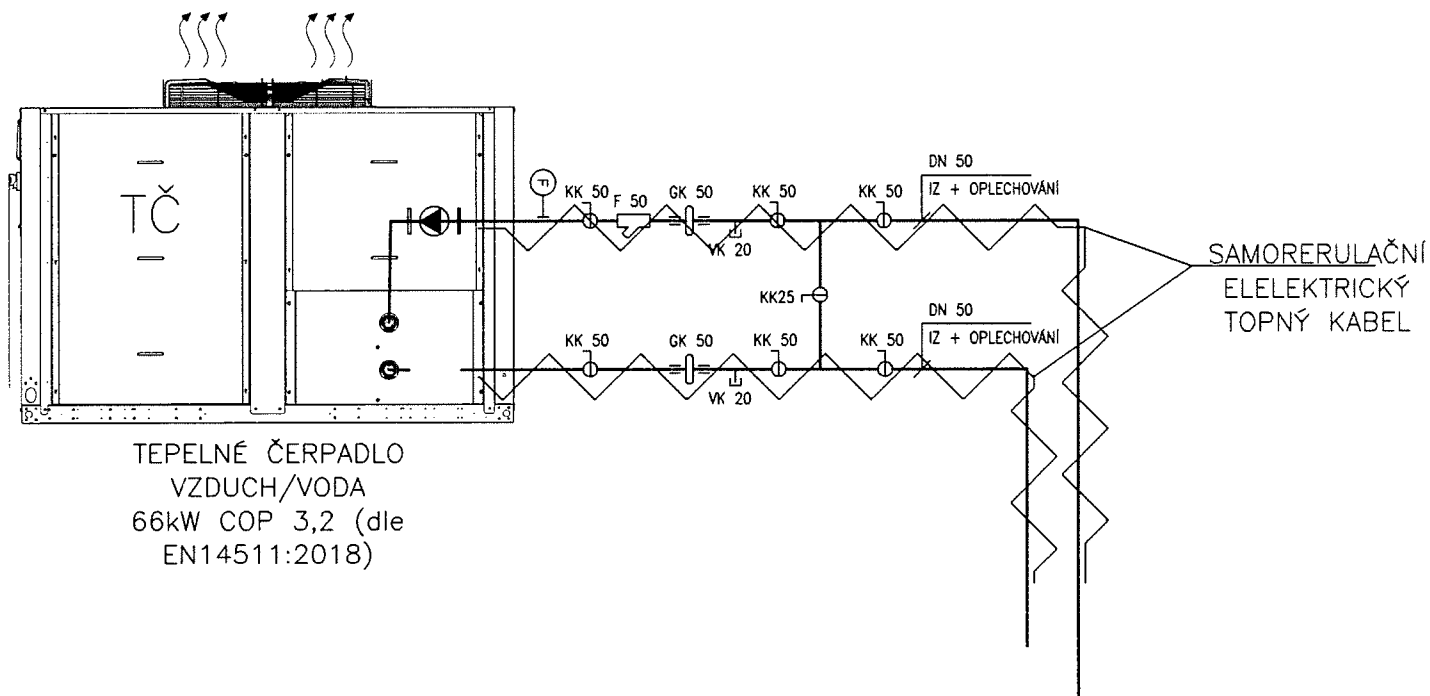 DN 50
IZ + OPLECHOVÁNÍ
F
KK 50
F 50
GK 50
KK 50
KK 50
TČ
VK 20
SAMORERULAČNÍ
ELELEKTRICKÝ
TOPNÝ KABEL
KK25
DN 50
IZ + OPLECHOVÁNÍ
KK 50
GK 50
KK 50
KK 50
VK 20
TEPELNÉ ČERPADLO
VZDUCH/VODA
66kW COP 3,2 (dle
EN14511:2018)